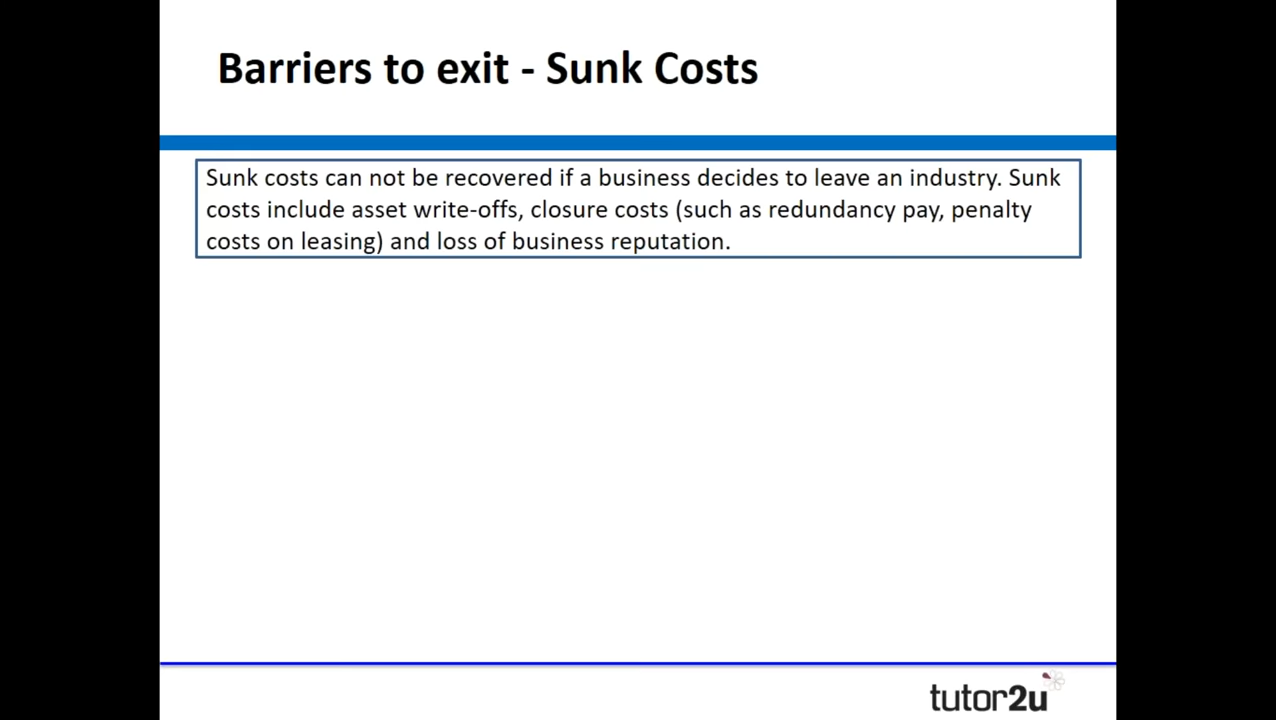 Barriers to exit - Sunk Costs
Sunk costs can not be recovered if a business decides to leave an industry. Sunk
costs include asset write-offs, closure costs (such as redundancy pay, penalty
costs on leasing) and loss of business reputation.
tutor2u